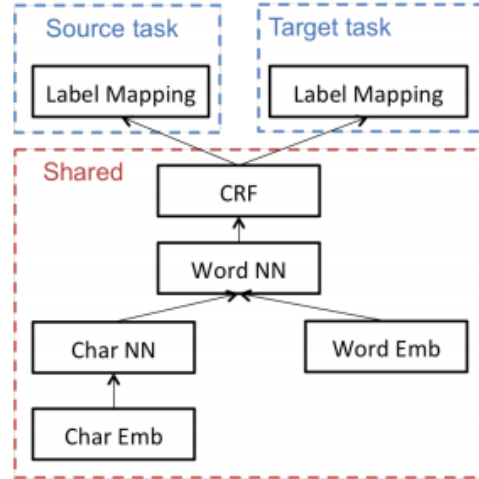 Source task
Target task
Label Mapping
Label Mapping
Shared
CRF
Word NN
Char NN
Word Emb
Char Emb